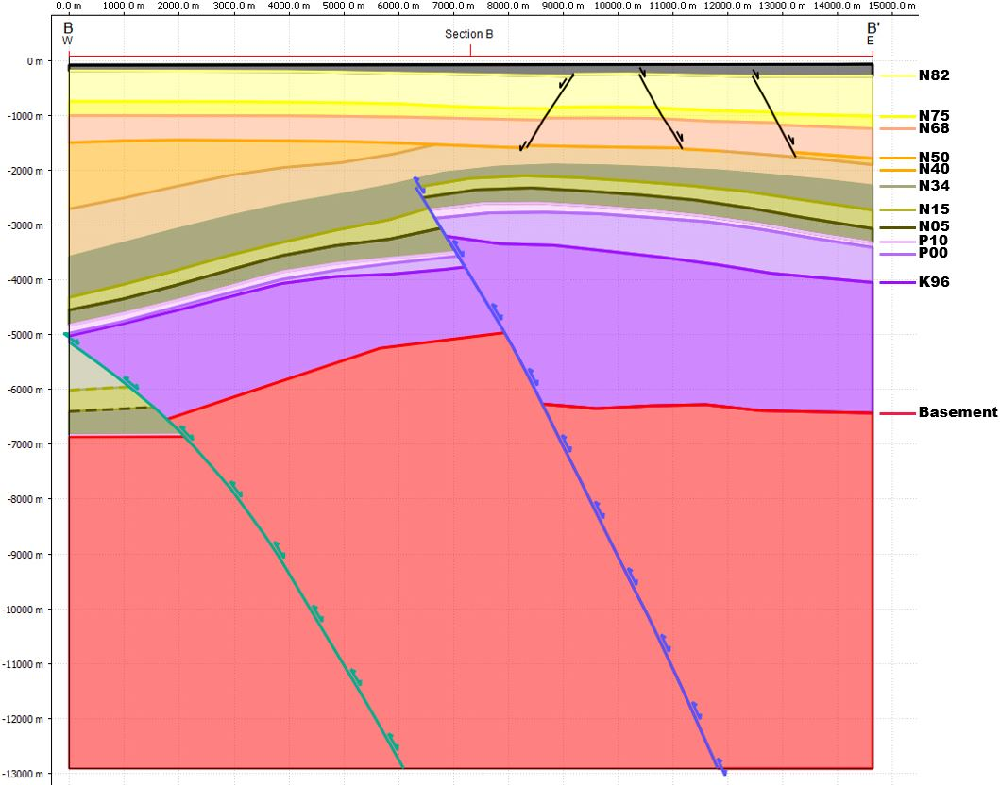 0.0 m 1000.0 m 2000.0 m 3000.0 m 4000.0 m 5000.0 m 6000.0 m 7000.0 m 8000.0 m 9000.0 m 10000.0 m 11000.0 m 12000.0 m 13000.0 m 14000.0 m 15000.0 m
B
W
Section B
B'
E
0 m
-1000 m
-2000 m
-3000 m
-4000 m
-5000 m
-6000 m
-7000 m
-8000 m
-9000 m
-10000 m
-11000 m
-12000 m
-13000 m
N82
N75
N68
N50
N40
N34
N15
N05
P10
P00
K96
Basement